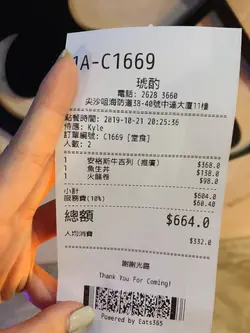 1A-C1669
琥酌
電話: 2628 3660
尖沙咀海防道38-40號中達大廈11樓
點餐時間: 2019-10-21 20:25:36
侍應: Kyle
訂單編號: C1669 [堂食]
人數: 2
1 安格斯牛吉列 (推廣) $368.0
1 魚生丼 $138.0
1 火龍卷 $98.0
小計 $604.0
服務費(10%) $60.40
總額 $664.0
人均消費 $332.0
謝謝光臨
Thank You For Coming!
Powered by Eats365